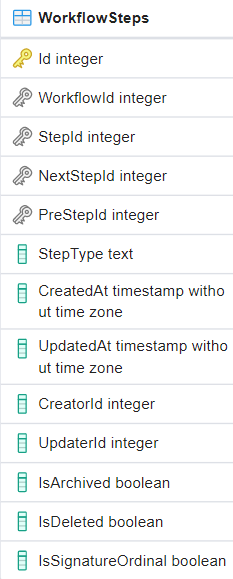 WorkflowSteps
Id integer
WorkflowId integer
StepId integer
NextStepId integer
PreStepId integer
StepType text
CreatedAt timestamp witho
ut time zone
UpdatedAt timestamp witho
ut time zone
CreatorId integer
UpdaterId integer
IsArchived boolean
IsDeleted boolean
IsSignatureOrdinal boolean